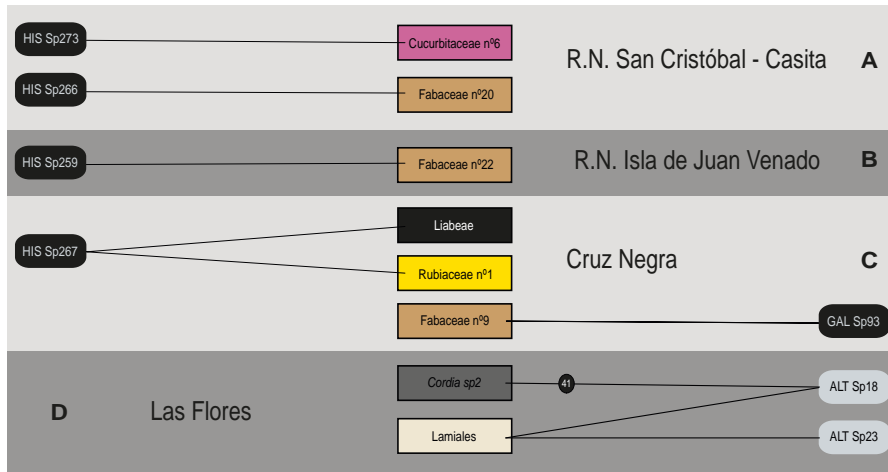 HIS Sp273
Cucurbitaceae nº6
R.N. San Cristóbal - Casita
A
HIS Sp266
Fabaceae nº20
HIS Sp259
Fabaceae nº22
R.N. Isla de Juan Venado
B
Liabeae
HIS Sp267
Rubiaceae nº1
Cruz Negra
C
Fabaceae nº9
GAL Sp93
Cordia sp2
41
ALT Sp18
D
Las Flores
Lamiales
ALT Sp23